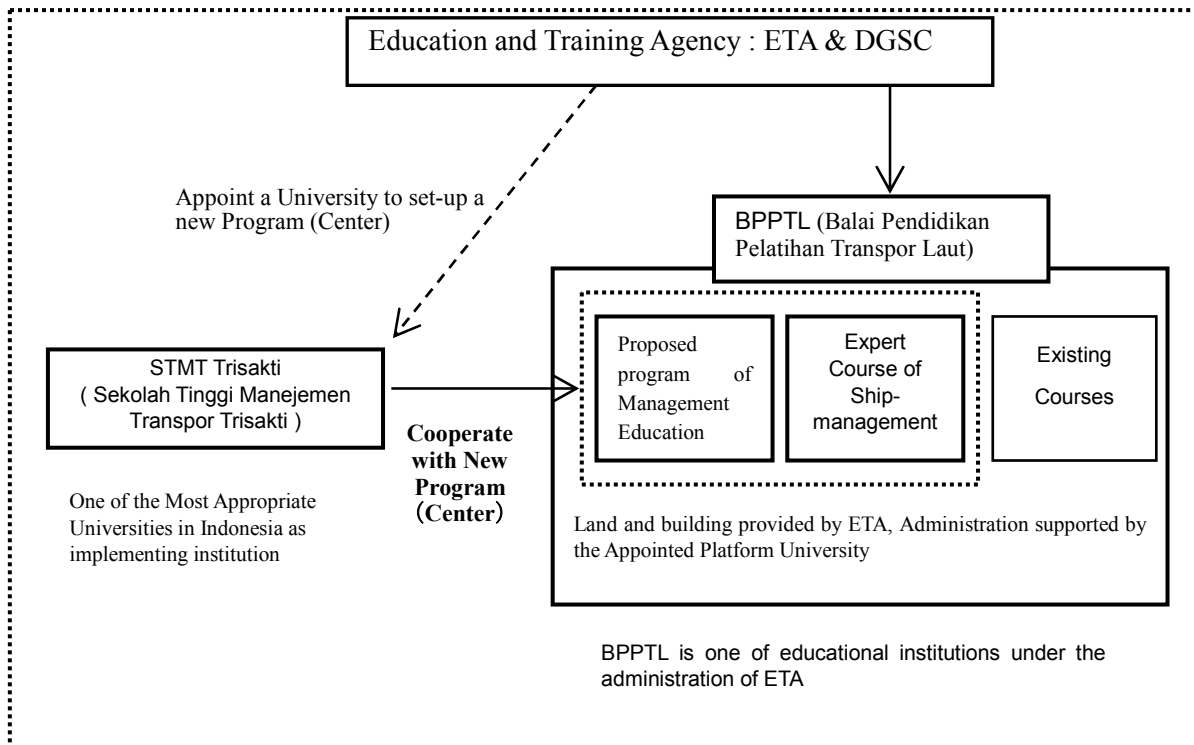 Education and Training Agency : ETA & DGSC
Appoint a University to set-up a
new Program (Center)
BPPTL (Balai Pendidikan
Pelatihan Transpor Laut)
STMT Trisakti
( Sekolah Tinggi Manejemen
Transpor Trisakti )
Cooperate
with New
Program
(Center)
Proposed
program of
Management
Education
Expert
Course of
Ship-
management
Existing
Courses
One of the Most Appropriate
Universities in Indonesia as
implementing institution
Land and building provided by ETA, Administration supported by
the Appointed Platform University
BPPTL is one of educational institutions under the
administration of ETA